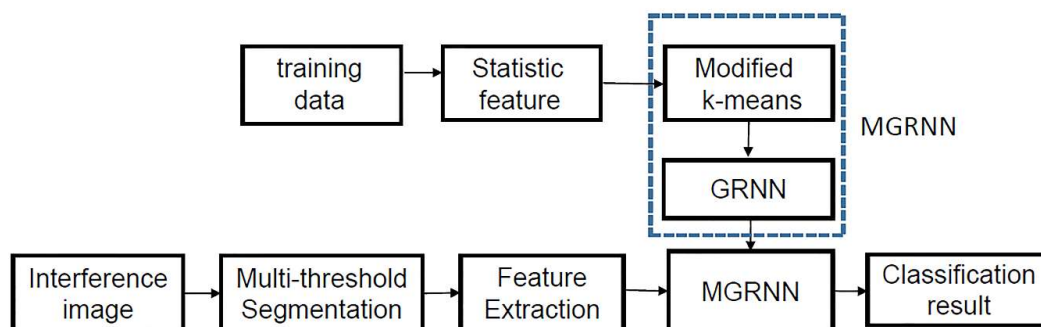 training
data
Statistic
feature
Modified
k-means
MGRNN
GRNN
Interference
image
Multi-threshold
Segmentation
Feature
Extraction
MGRNN
Classification
result